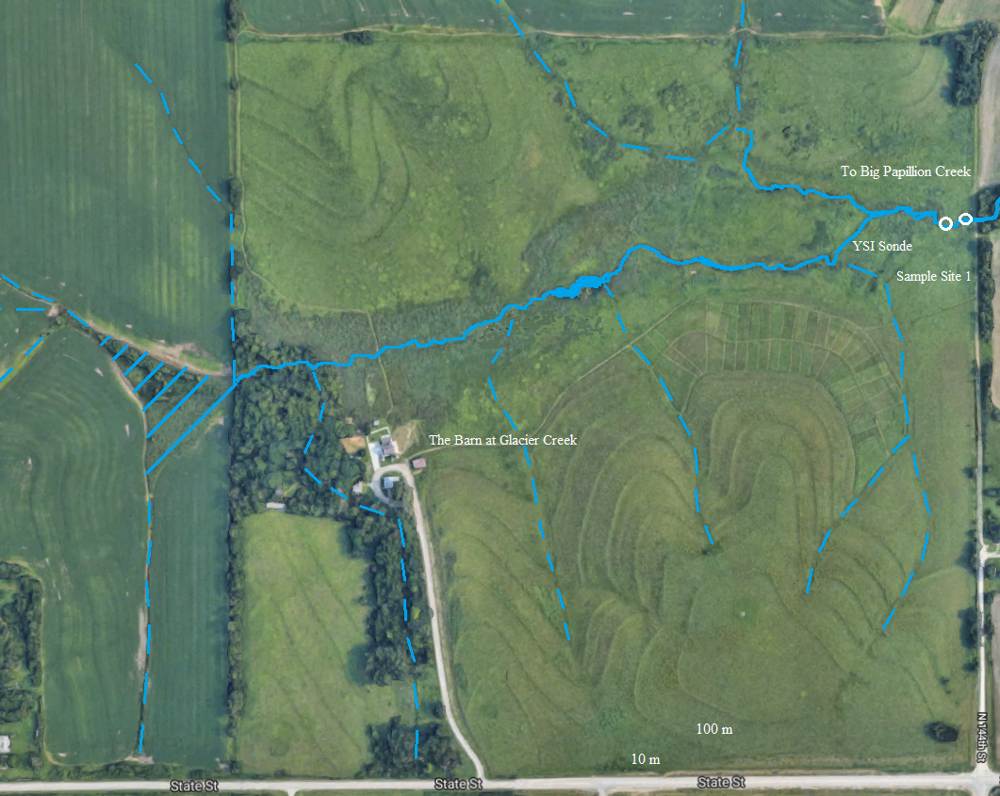 To Big Papillion Creek
YSI Sonde
Sample Site 1
The Barn at Glacier Creek
100 m
10 m
N 144th St
State St
State St
State St